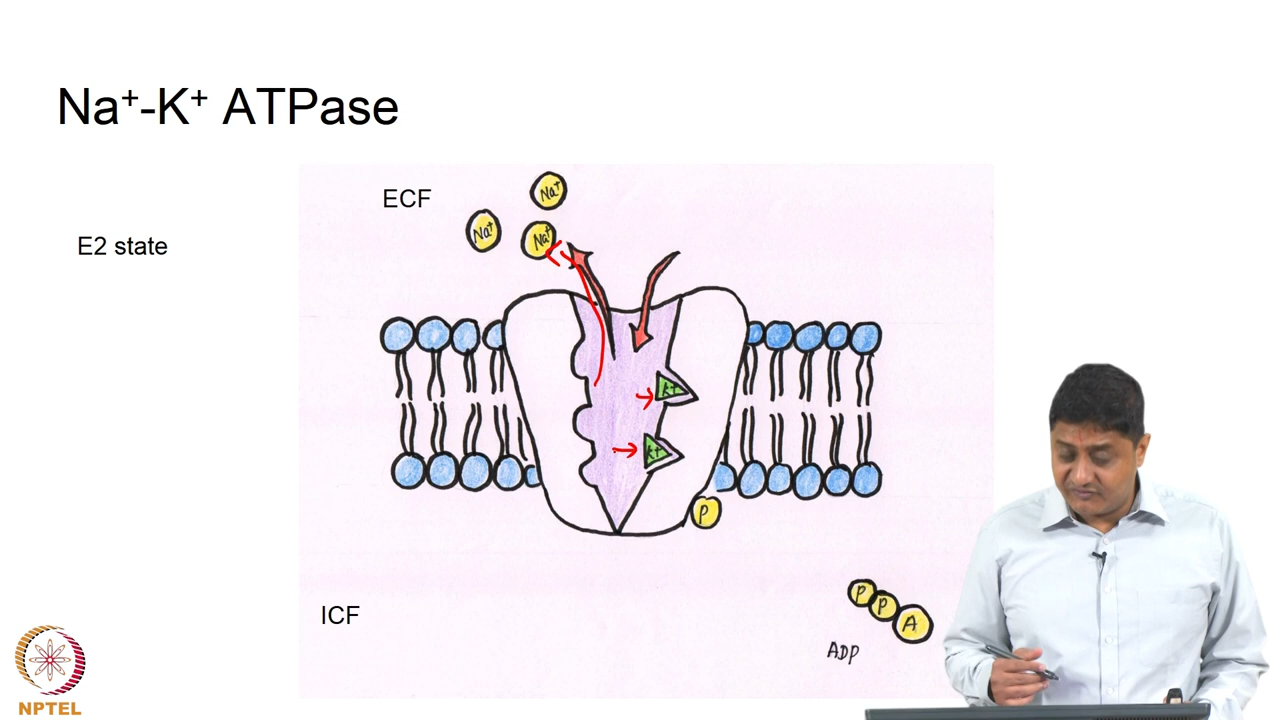 Na⁺-K⁺ ATPase
ECF
E2 state
Na⁺
Na⁺
Na⁺
K⁺
K⁺
P
P
P
A
ADP
ICF
NPTEL